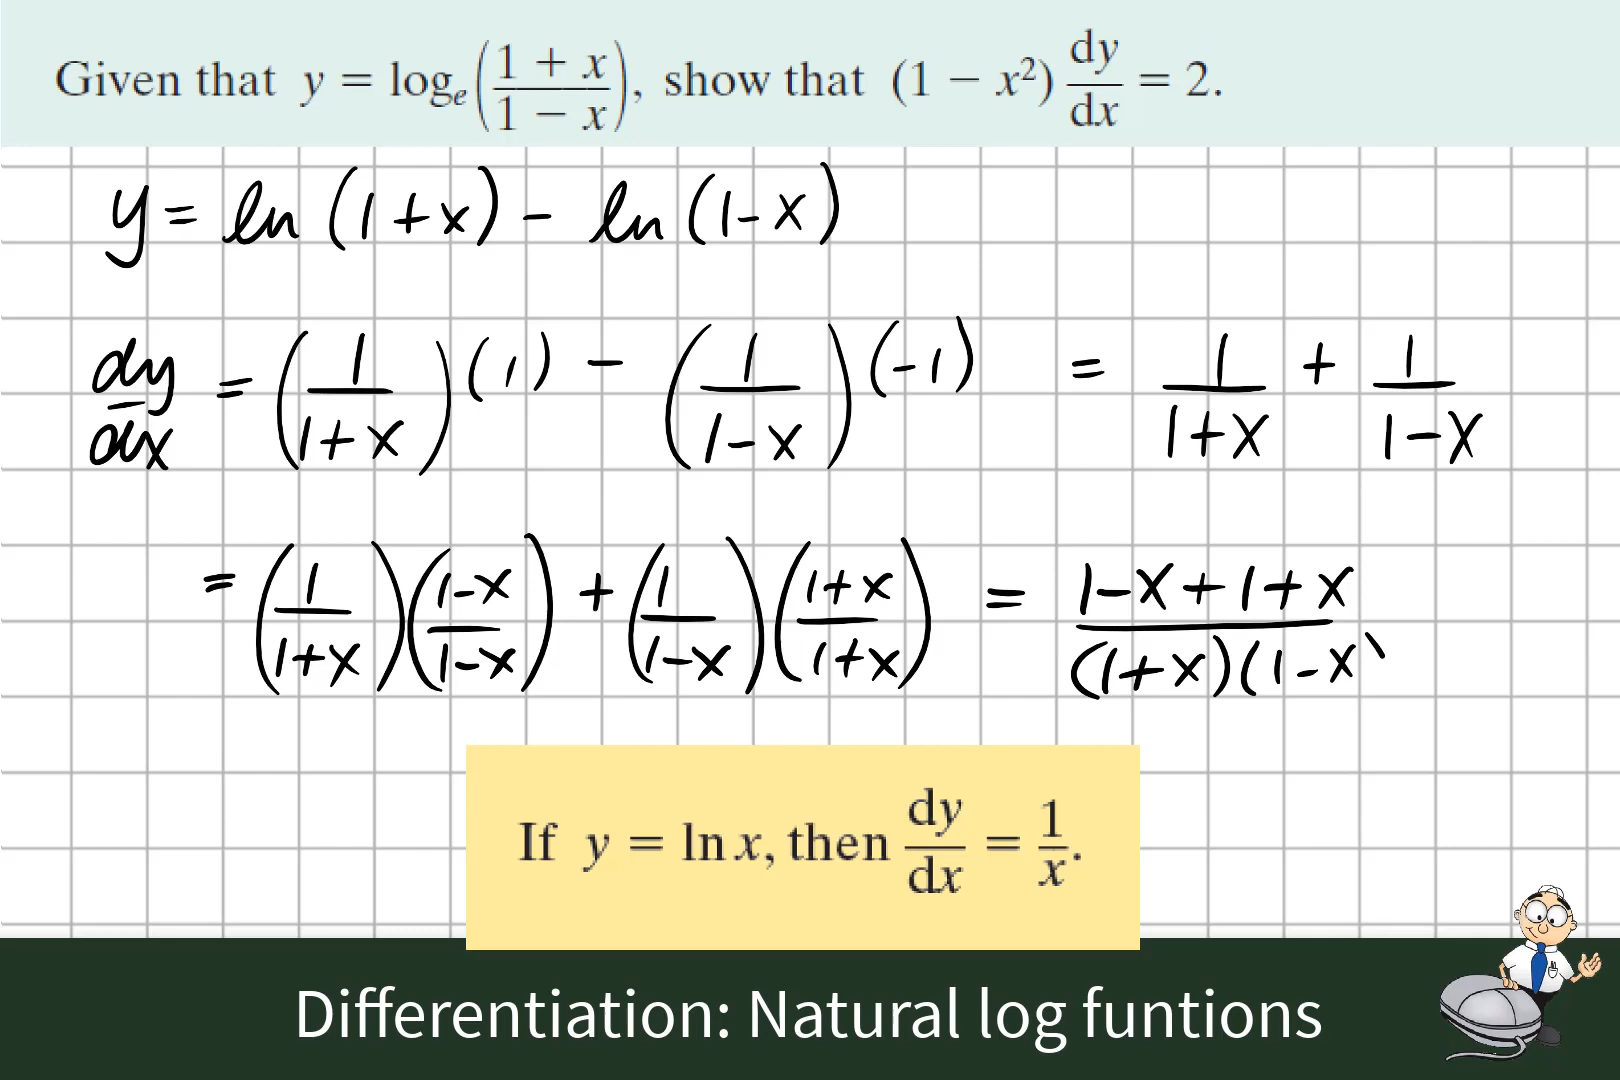 Given that y = logₑ((1 + x)/(1 − x)), show that (1 − x²) dy/dx = 2.
y = ln (1+x) − ln (1−x)
dy/dx = (1/(1+x))(1) − (1/(1−x))(−1) = 1/(1+x) + 1/(1−x)
= (1/(1+x))((1−x)/(1−x)) + (1/(1−x))((1+x)/(1+x)) = (1−x+1+x)/((1+x)(1−x)
If y = ln x, then dy/dx = 1/x.
Differentiation: Natural log funtions